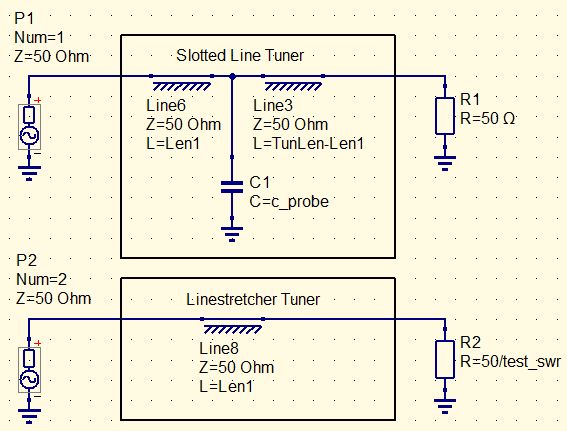 P1
Num=1
Z=50 Ohm
Slotted Line Tuner
Line6
Z=50 Ohm
L=Len1
Line3
Z=50 Ohm
L=TunLen-Len1
R1
R=50 Ω
C1
C=c_probe
P2
Num=2
Z=50 Ohm
Linestretcher Tuner
Line8
Z=50 Ohm
L=Len1
R2
R=50/test_swr